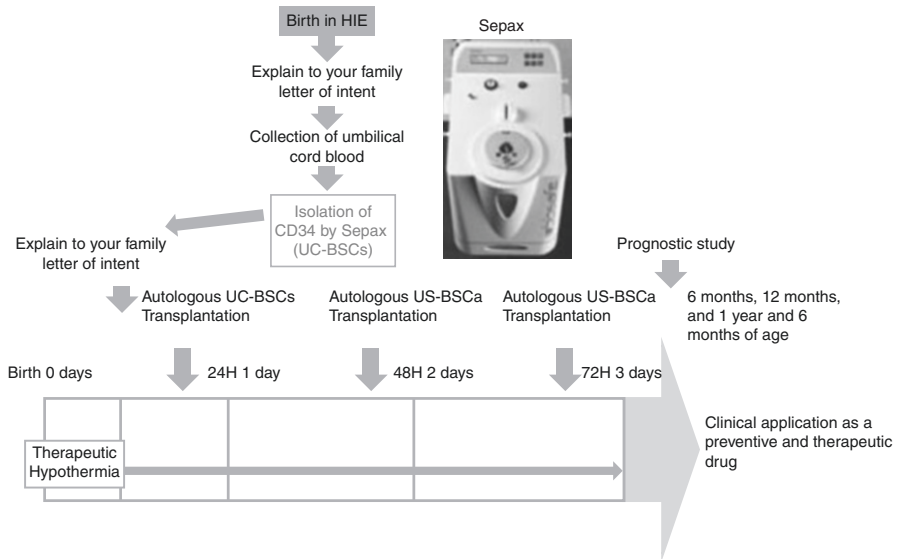 Birth in HIE
Sepax
Explain to your family
letter of intent
Collection of umbilical
cord blood
Isolation of
CD34 by Sepax
(UC-BSCs)
Explain to your family
letter of intent
Prognostic study
Autologous UC-BSCs
Transplantation
Autologous US-BSCa
Transplantation
Autologous US-BSCa
Transplantation
6 months, 12 months,
and 1 year and 6
months of age
Birth 0 days
24H 1 day
48H 2 days
72H 3 days
Therapeutic
Hypothermia
Clinical application as a
preventive and therapeutic
drug